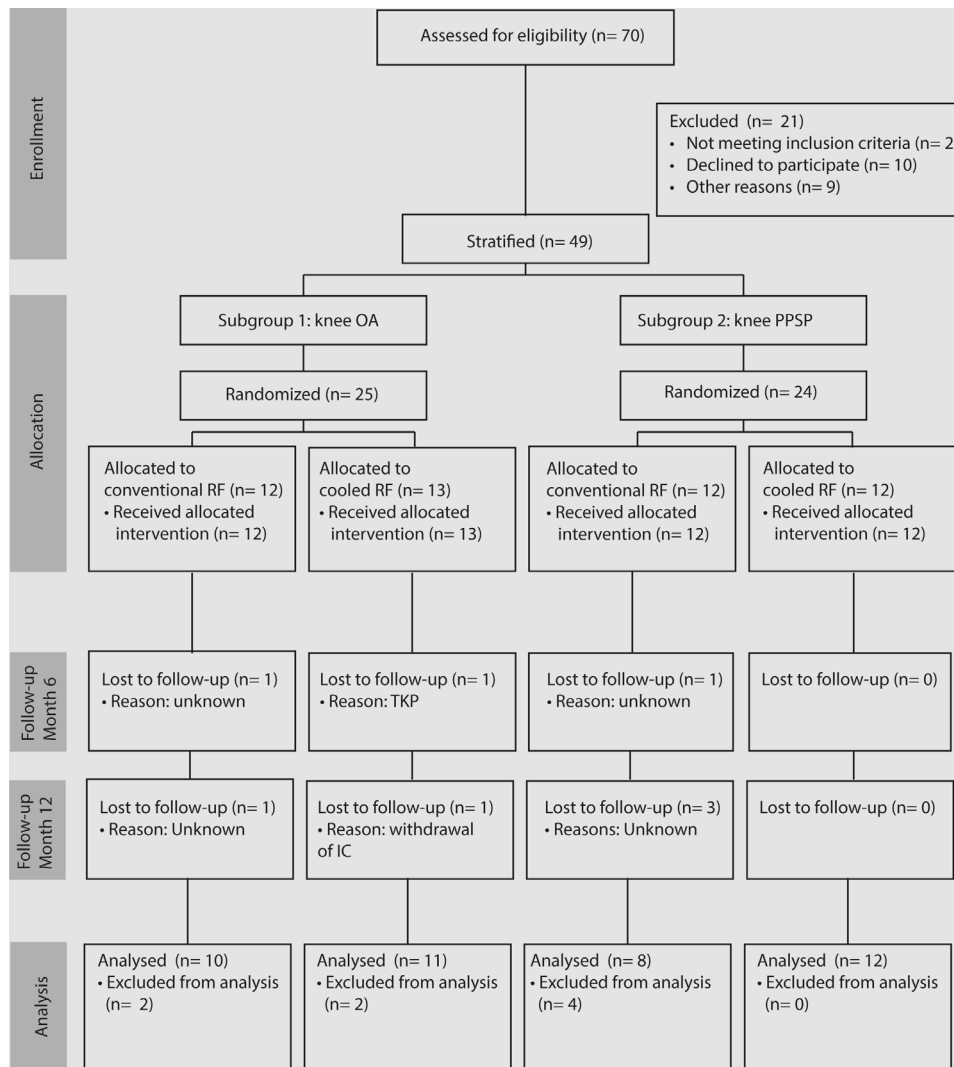 Enrollment
Assessed for eligibility (n= 70)
Excluded (n= 21)
• Not meeting inclusion criteria (n= 2
• Declined to participate (n= 10)
• Other reasons (n= 9)
Stratified (n= 49)
Allocation
Subgroup 1: knee OA
Subgroup 2: knee PPSP
Randomized (n= 25)
Randomized (n= 24)
Allocated to
conventional RF (n= 12)
• Received allocated
intervention (n= 12)
Allocated to
cooled RF (n= 13)
• Received allocated
intervention (n= 13)
Allocated to
conventional RF (n= 12)
• Received allocated
intervention (n= 12)
Allocated to
cooled RF (n= 12)
• Received allocated
intervention (n= 12)
Follow-up
Month 6
Lost to follow-up (n= 1)
• Reason: unknown
Lost to follow-up (n= 1)
• Reason: TKP
Lost to follow-up (n= 1)
• Reason: unknown
Lost to follow-up (n= 0)
Follow-up
Month 12
Lost to follow-up (n= 1)
• Reason: Unknown
Lost to follow-up (n= 1)
• Reason: withdrawal
of IC
Lost to follow-up (n= 3)
• Reasons: Unknown
Lost to follow-up (n= 0)
Analysis
Analysed (n= 10)
• Excluded from analysis
(n= 2)
Analysed (n= 11)
• Excluded from analysis
(n= 2)
Analysed (n= 8)
• Excluded from analysis
(n= 4)
Analysed (n= 12)
• Excluded from analysis
(n= 0)